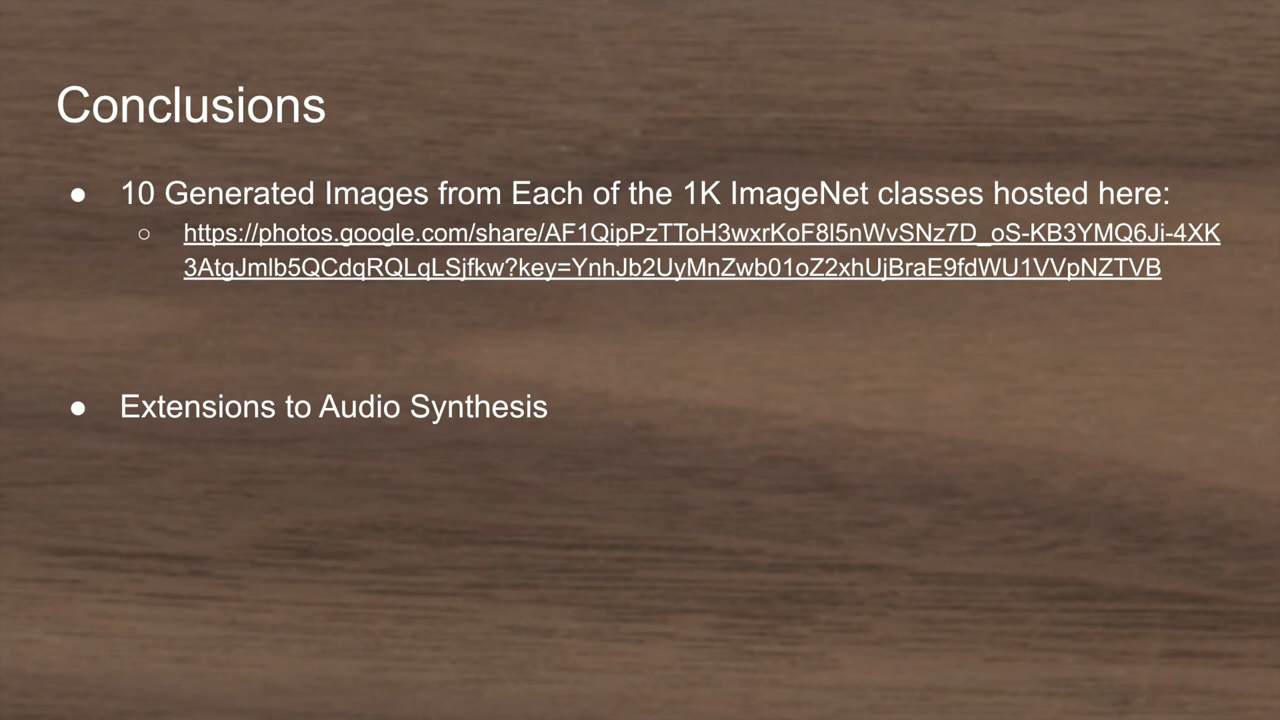 Conclusions
● 10 Generated Images from Each of the 1K ImageNet classes hosted here:
○ https://photos.google.com/share/AF1QipPzTToH3wxrKoF8I5nWvSNz7D_oS-KB3YMQ6Ji-4XK
3AtgJmlb5QCdqRQLqLSjfkw?key=YnhJb2UyMnZwb01oZ2xhUjBraE9fdWU1VVpNZTVB
● Extensions to Audio Synthesis